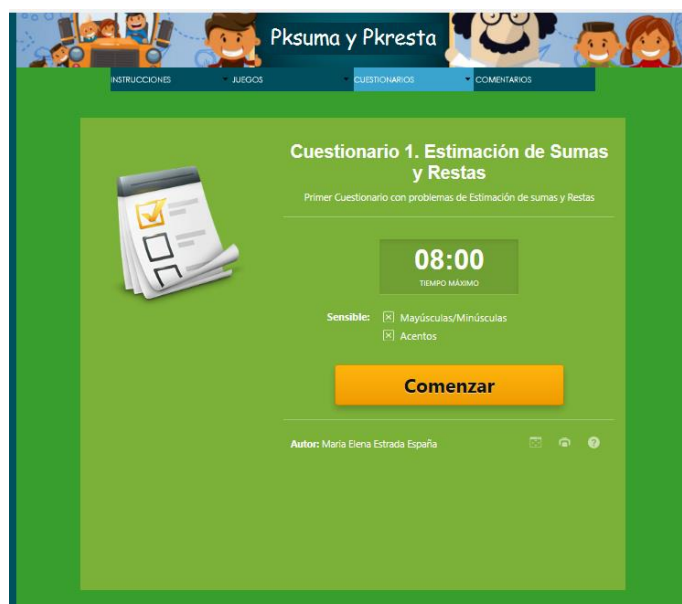 Pksuma y Pkresta
INSTRUCCIONES JUEGOS CUESTIONARIOS COMENTARIOS
Cuestionario 1. Estimación de Sumas
y Restas
Primer Cuestionario con problemas de Estimación de sumas y Restas
08:00
TIEMPO MÁXIMO
Sensible: Mayúsculas/Minúsculas
Acentos
Comenzar
Autor: Maria Elena Estrada España